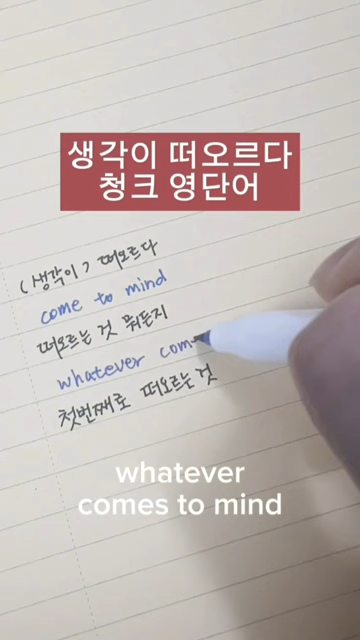 생각이 떠오르다
청크 영단어
(생각이) 떠오르다
come to mind
떠오르는 것 뭐든지
whatever com
첫번째로 떠오르는 것
whatever
comes to mind